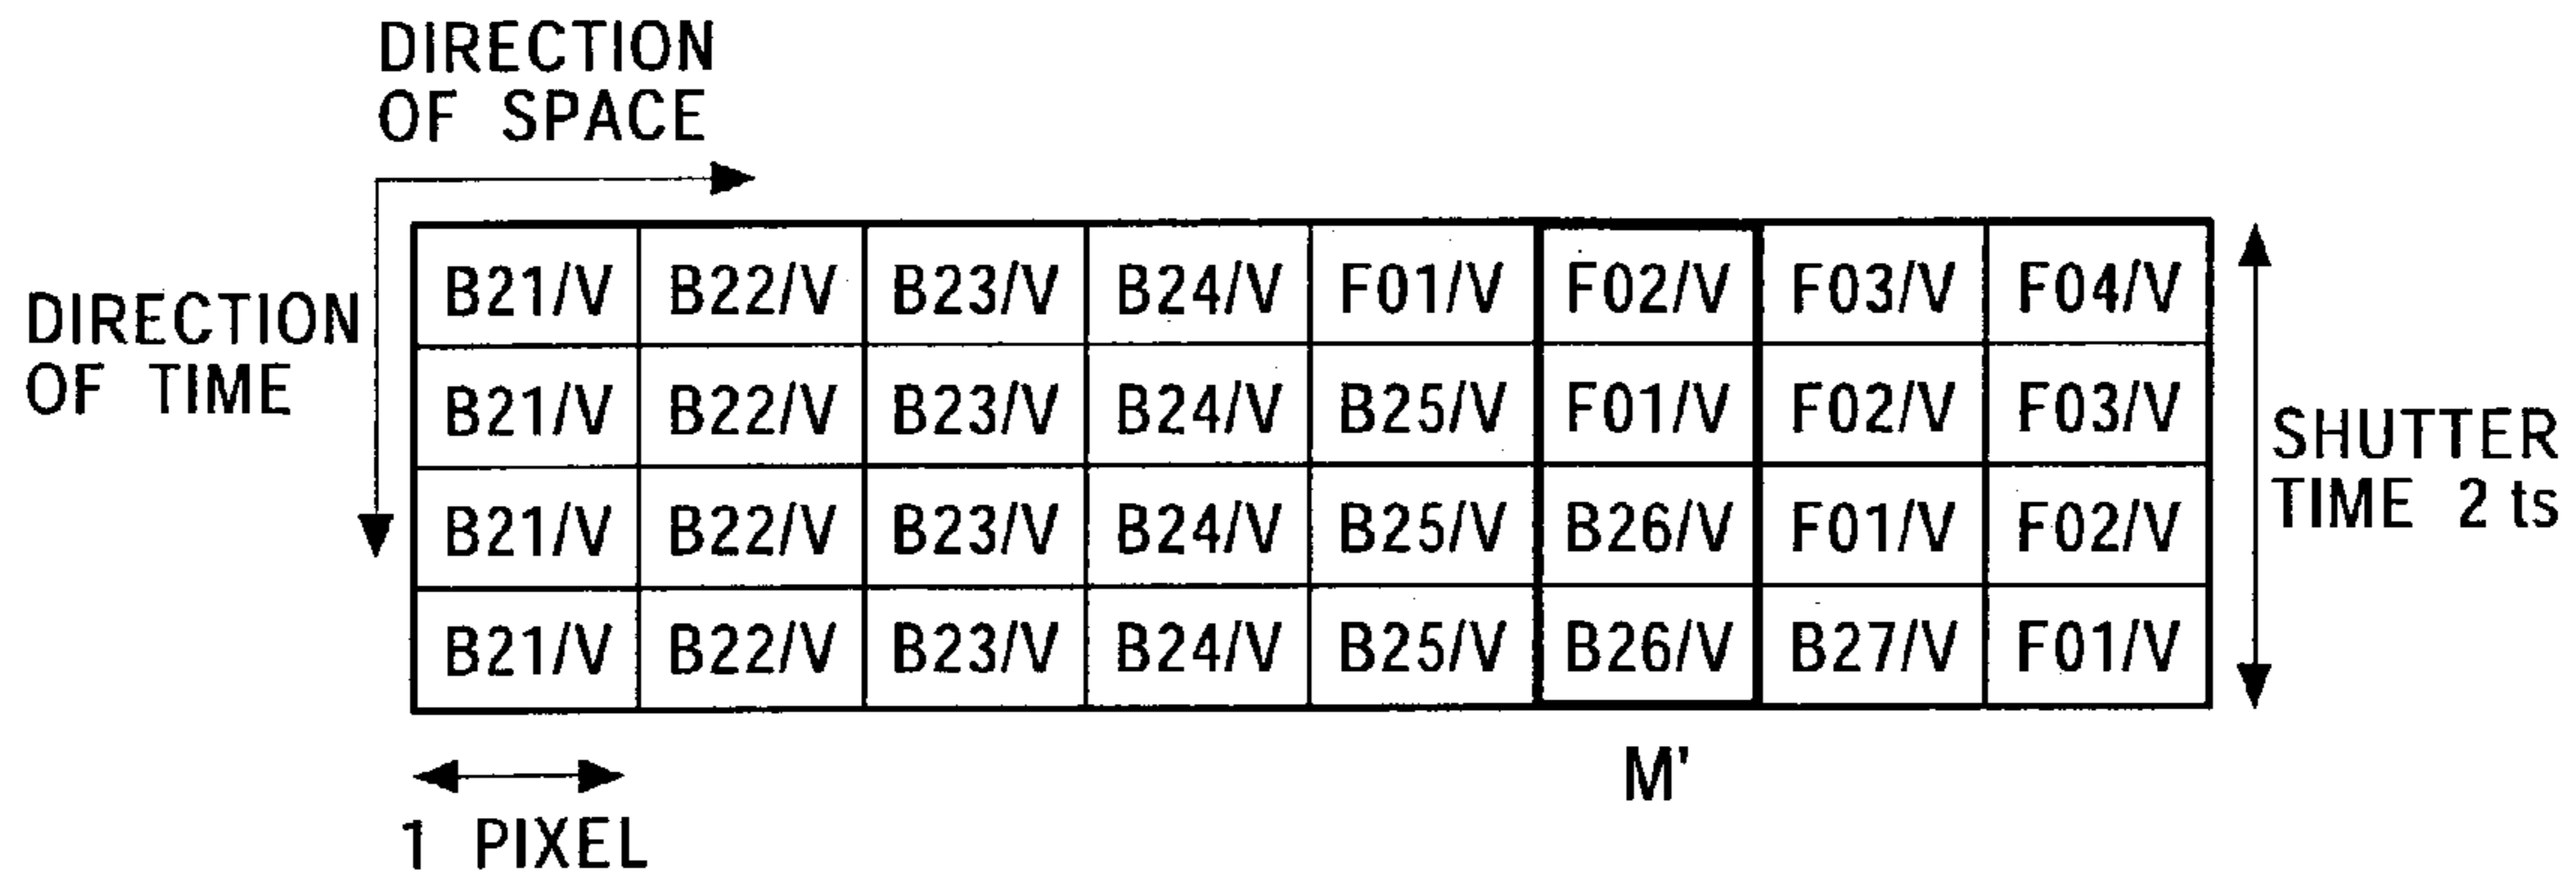 DIRECTION
OF SPACE
DIRECTION
OF TIME
B21/V B22/V B23/V B24/V F01/V F02/V F03/V F04/V
B21/V B22/V B23/V B24/V B25/V F01/V F02/V F03/V
B21/V B22/V B23/V B24/V B25/V B26/V F01/V F02/V
B21/V B22/V B23/V B24/V B25/V B26/V B27/V F01/V
SHUTTER
TIME 2 ts
M'
1 PIXEL